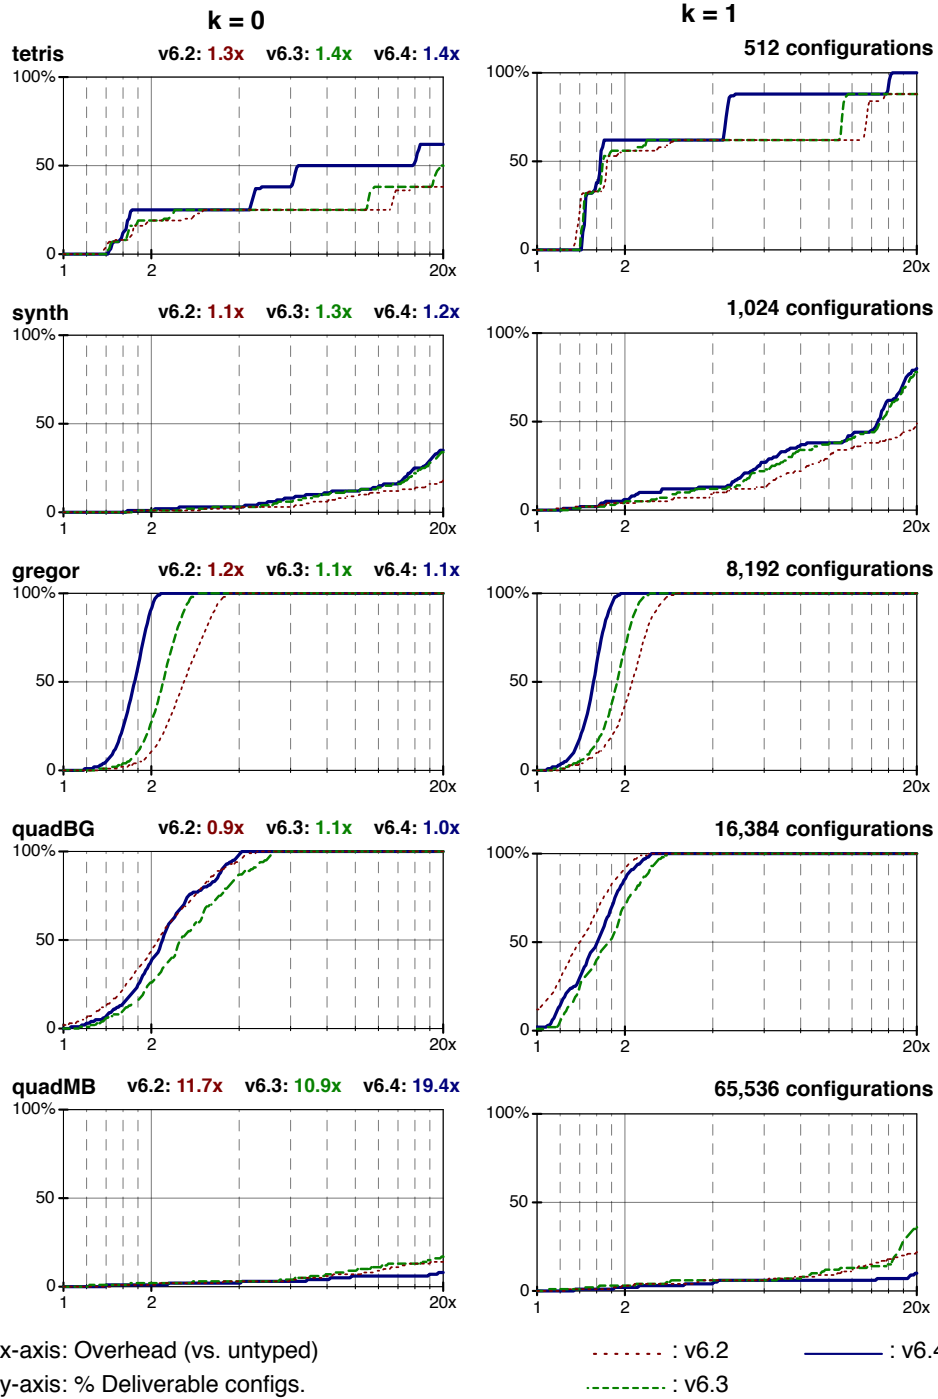 k = 0
k = 1
tetris v6.2: 1.3x v6.3: 1.4x v6.4: 1.4x
512 configurations
100%
50
0
1 2 20x
100%
50
0
1 2 20x
synth v6.2: 1.1x v6.3: 1.3x v6.4: 1.2x
1,024 configurations
100%
50
0
1 2 20x
100%
50
0
1 2 20x
gregor v6.2: 1.2x v6.3: 1.1x v6.4: 1.1x
8,192 configurations
100%
50
0
1 2 20x
100%
50
0
1 2 20x
quadBG v6.2: 0.9x v6.3: 1.1x v6.4: 1.0x
16,384 configurations
100%
50
0
1 2 20x
100%
50
0
1 2 20x
quadMB v6.2: 11.7x v6.3: 10.9x v6.4: 19.4x
65,536 configurations
100%
50
0
1 2 20x
100%
50
0
1 2 20x
x-axis: Overhead (vs. untyped)
y-axis: % Deliverable configs.
: v6.2 : v6.4
: v6.3